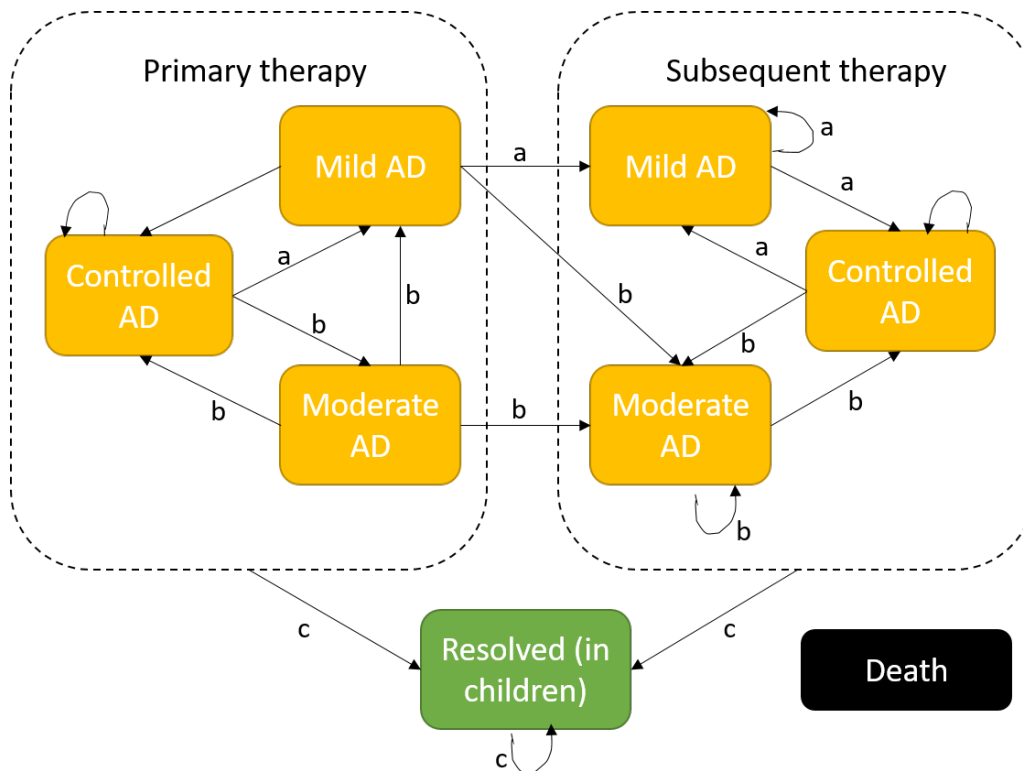 Primary therapy
Mild AD
Controlled
AD
a
b
b
b
Moderate
AD
a
b
b
Subsequent therapy
Mild AD
a
a
a
Controlled
AD
b
Moderate
AD
b
b
c
c
Resolved (in
children)
c
Death